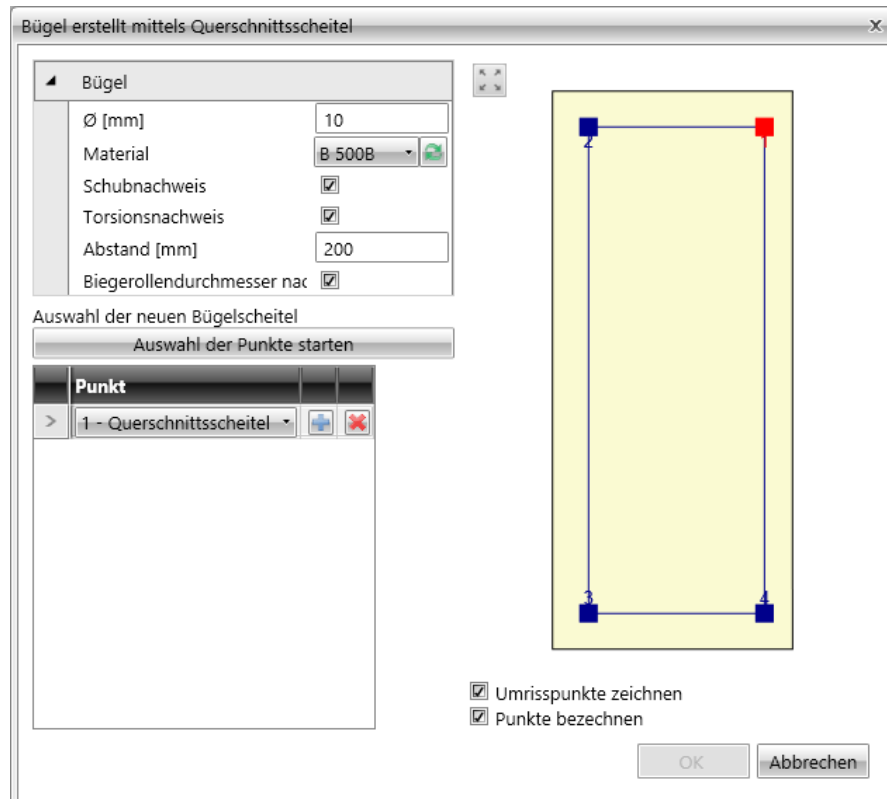 Bügel erstellt mittels Querschnittsscheitel
Bügel
Ø [mm] 10
Material B 500B
Schubnachweis
Torsionsnachweis
Abstand [mm] 200
Biegerollendurchmesser nac
Auswahl der neuen Bügelscheitel
Auswahl der Punkte starten
Punkt
1 - Querschnittsscheitel
2 1
3 4
Umrisspunkte zeichnen
Punkte bezechnen
OK Abbrechen